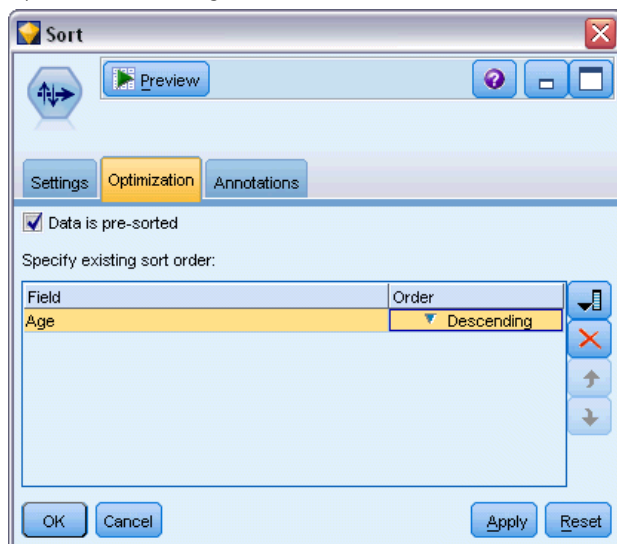 Sort
Preview
Settings Optimization Annotations
Data is pre-sorted
Specify existing sort order:
Field Order
Age Descending
OK Cancel Apply Reset